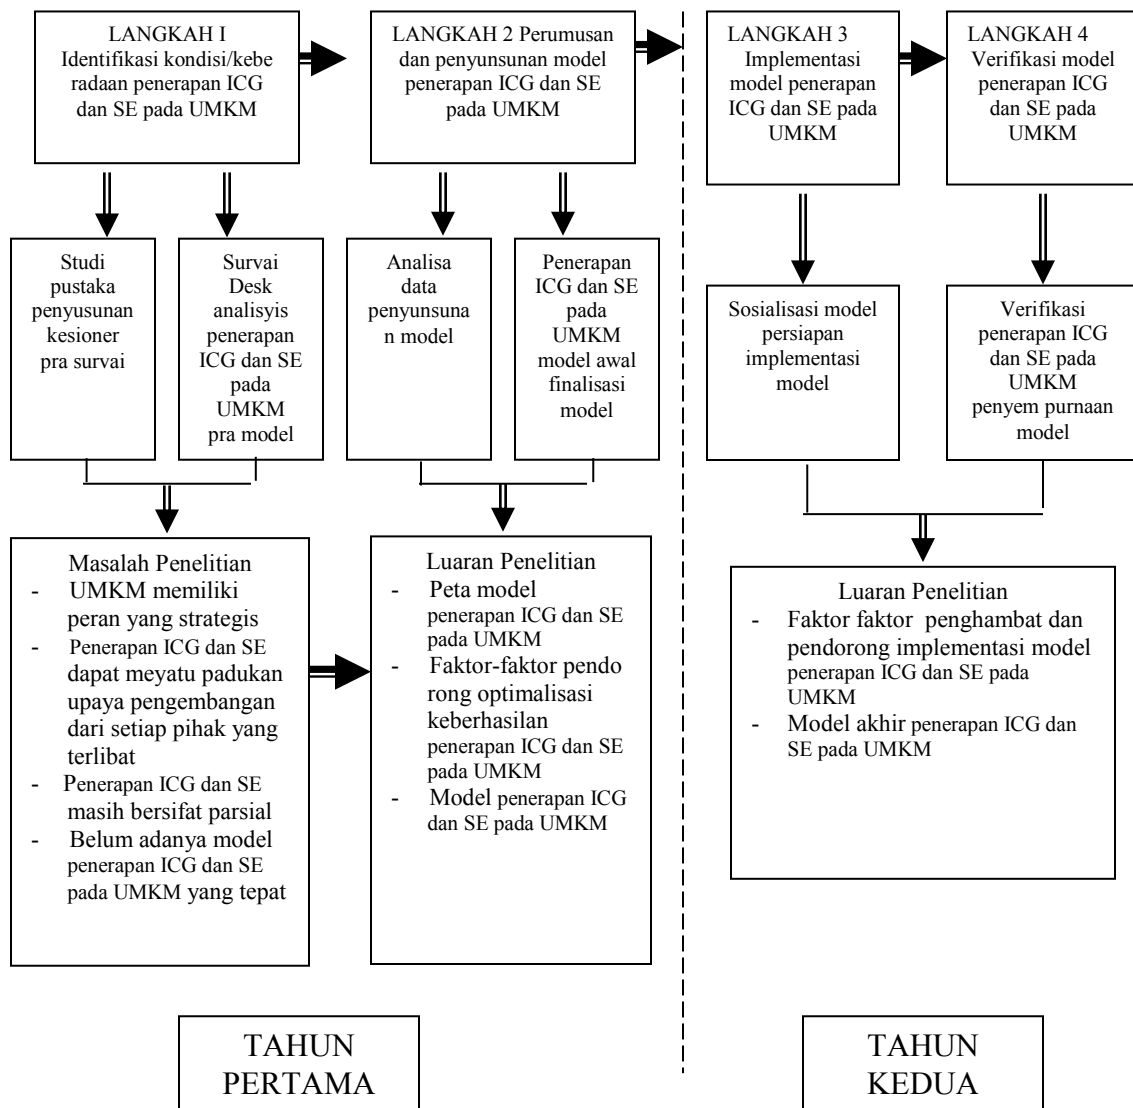 LANGKAH I
Identifikasi kondisi/kebe
radaan penerapan ICG
dan SE pada UMKM
LANGKAH 2 Perumusan
dan penyunsunan model
penerapan ICG dan SE
pada UMKM
LANGKAH 3
Implementasi
model penerapan
ICG dan SE pada
UMKM
LANGKAH 4
Verifikasi model
penerapan ICG
dan SE pada
UMKM
Studi
pustaka
penyusunan
kesioner
pra survai
Survai
Desk
analisyis
penerapan
ICG dan SE
pada
UMKM
pra model
Analisa
data
penyunsuna
n model
Penerapan
ICG dan SE
pada
UMKM
model awal
finalisasi
model
Sosialisasi model
persiapan
implementasi
model
Verifikasi
penerapan ICG
dan SE pada
UMKM
penyem purnaan
model
Masalah Penelitian
- UMKM memiliki
peran yang strategis
- Penerapan ICG dan SE
dapat meyatu padukan
upaya pengembangan
dari setiap pihak yang
terlibat
- Penerapan ICG dan SE
masih bersifat parsial
- Belum adanya model
penerapan ICG dan SE
pada UMKM yang tepat
Luaran Penelitian
- Peta model
penerapan ICG dan SE
pada UMKM
- Faktor-faktor pendo
rong optimalisasi
keberhasilan
penerapan ICG dan SE
pada UMKM
- Model penerapan ICG
dan SE pada UMKM
Luaran Penelitian
- Faktor faktor penghambat dan
pendorong implementasi model
penerapan ICG dan SE pada
UMKM
- Model akhir penerapan ICG dan
SE pada UMKM
TAHUN
PERTAMA
TAHUN
KEDUA